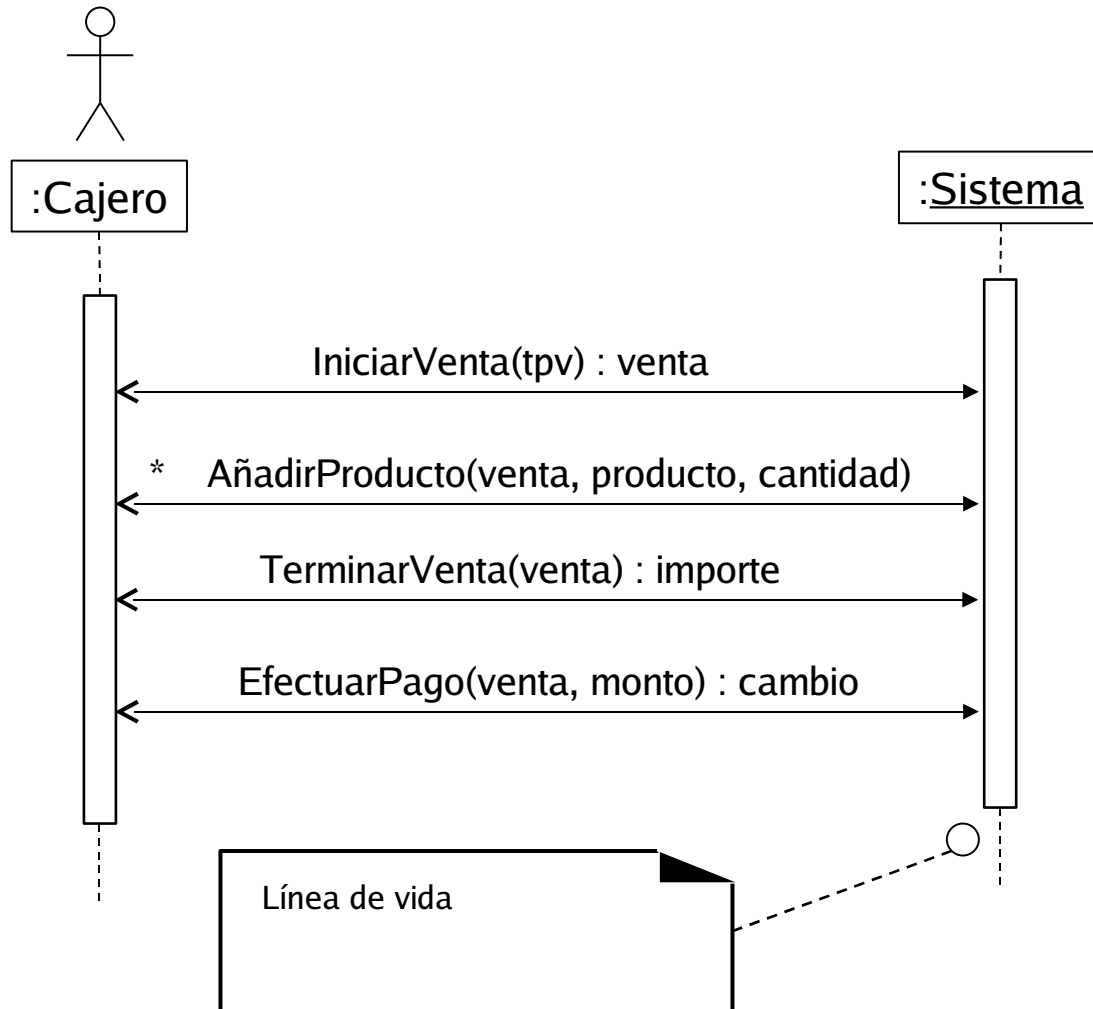 :Cajero
:Sistema
IniciarVenta(tpv) : venta
* AñadirProducto(venta, producto, cantidad)
TerminarVenta(venta) : importe
EfectuarPago(venta, monto) : cambio
Línea de vida